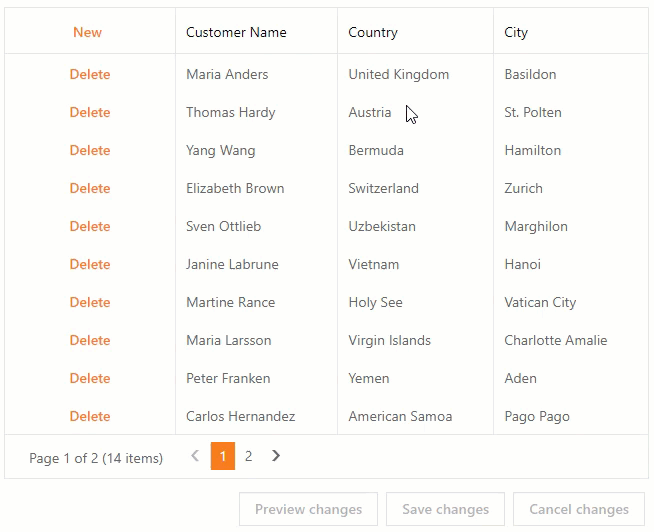 New Customer Name Country City
Delete Maria Anders United Kingdom Basildon
Delete Thomas Hardy Austria St. Polten
Delete Yang Wang Bermuda Hamilton
Delete Elizabeth Brown Switzerland Zurich
Delete Sven Ottlieb Uzbekistan Marghilon
Delete Janine Labrune Vietnam Hanoi
Delete Martine Rance Holy See Vatican City
Delete Maria Larsson Virgin Islands Charlotte Amalie
Delete Peter Franken Yemen Aden
Delete Carlos Hernandez American Samoa Pago Pago
Page 1 of 2 (14 items) 1 2
Preview changes Save changes Cancel changes